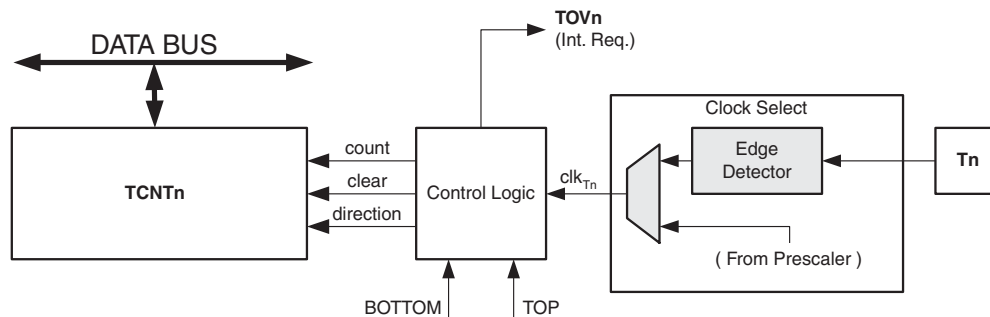 TOVn
(Int. Req.)
DATA BUS
Clock Select
Edge
Detector
Tn
count
clear
direction
TCNTn
Control Logic
clkTn
( From Prescaler )
BOTTOM
TOP